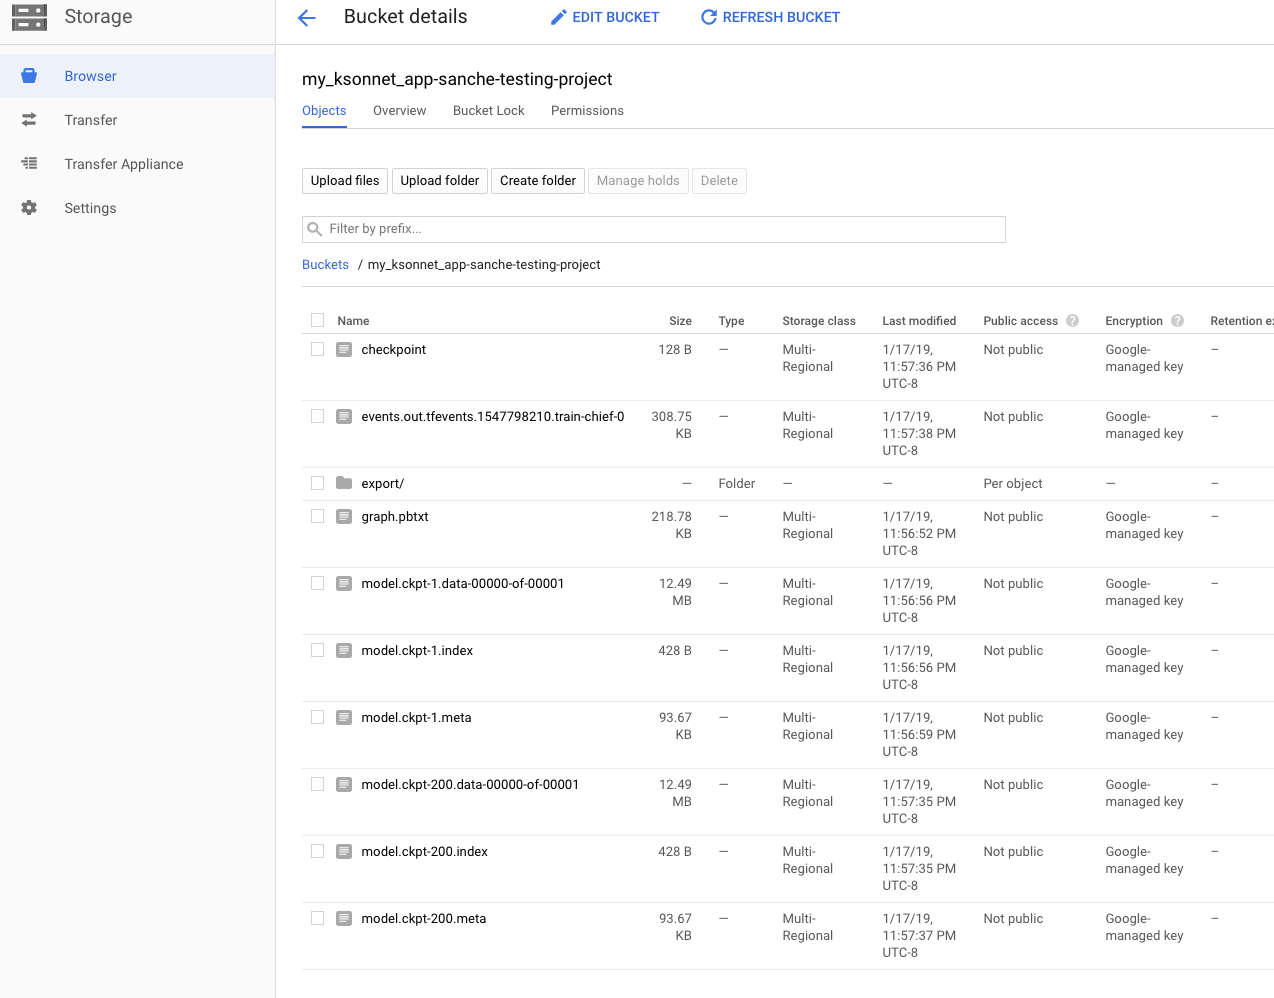 Storage
Bucket details
EDIT BUCKET
REFRESH BUCKET
Browser
Transfer
Transfer Appliance
Settings
my_ksonnet_app-sanche-testing-project
Objects Overview Bucket Lock Permissions
Upload files Upload folder Create folder Manage holds Delete
Filter by prefix...
Buckets / my_ksonnet_app-sanche-testing-project
Name Size Type Storage class Last modified Public access ? Encryption ? Retention
checkpoint 128 B — Multi- 1/17/19, Not public Google- –
Regional 11:57:36 PM managed key
UTC-8
events.out.tfevents.1547798210.train-chief-0 308.75 — Multi- 1/17/19, Not public Google- –
KB Regional 11:57:38 PM managed key
UTC-8
export/ — Folder — — Per object — –
graph.pbtxt 218.78 — Multi- 1/17/19, Not public Google- –
KB Regional 11:56:52 PM managed key
UTC-8
model.ckpt-1.data-00000-of-00001 12.49 — Multi- 1/17/19, Not public Google- –
MB Regional 11:56:56 PM managed key
UTC-8
model.ckpt-1.index 428 B — Multi- 1/17/19, Not public Google- –
Regional 11:56:56 PM managed key
UTC-8
model.ckpt-1.meta 93.67 — Multi- 1/17/19, Not public Google- –
KB Regional 11:56:59 PM managed key
UTC-8
model.ckpt-200.data-00000-of-00001 12.49 — Multi- 1/17/19, Not public Google- –
MB Regional 11:57:35 PM managed key
UTC-8
model.ckpt-200.index 428 B — Multi- 1/17/19, Not public Google- –
Regional 11:57:35 PM managed key
UTC-8
model.ckpt-200.meta 93.67 — Multi- 1/17/19, Not public Google- –
KB Regional 11:57:37 PM managed key
UTC-8